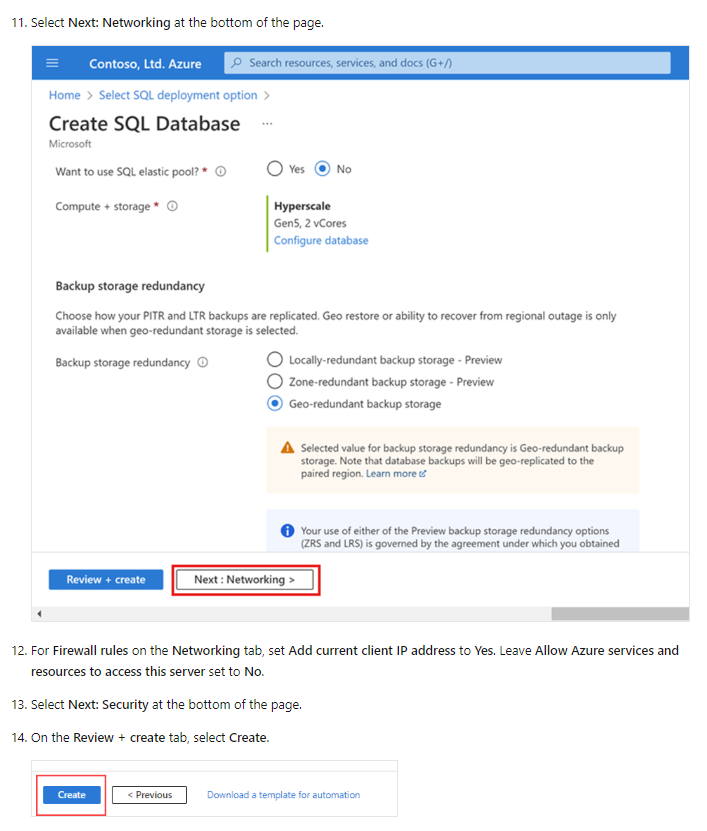 11. Select Next: Networking at the bottom of the page.
Contoso, Ltd. Azure
Search resources, services, and docs (G+/)
Home > Select SQL deployment option >
Create SQL Database ...
Microsoft
Want to use SQL elastic pool? * Yes No
Compute + storage * Hyperscale
Gen5, 2 vCores
Configure database
Backup storage redundancy
Choose how your PITR and LTR backups are replicated. Geo restore or ability to recover from regional outage is only
available when geo-redundant storage is selected.
Backup storage redundancy Locally-redundant backup storage - Preview
Zone-redundant backup storage - Preview
Geo-redundant backup storage
Selected value for backup storage redundancy is Geo-redundant backup
storage. Note that database backups will be geo-replicated to the
paired region. Learn more
Your use of either of the Preview backup storage redundancy options
(ZRS and LRS) is governed by the agreement under which you obtained
Review + create Next : Networking >
12. For Firewall rules on the Networking tab, set Add current client IP address to Yes. Leave Allow Azure services and
resources to access this server set to No.
13. Select Next: Security at the bottom of the page.
14. On the Review + create tab, select Create.
Create < Previous Download a template for automation